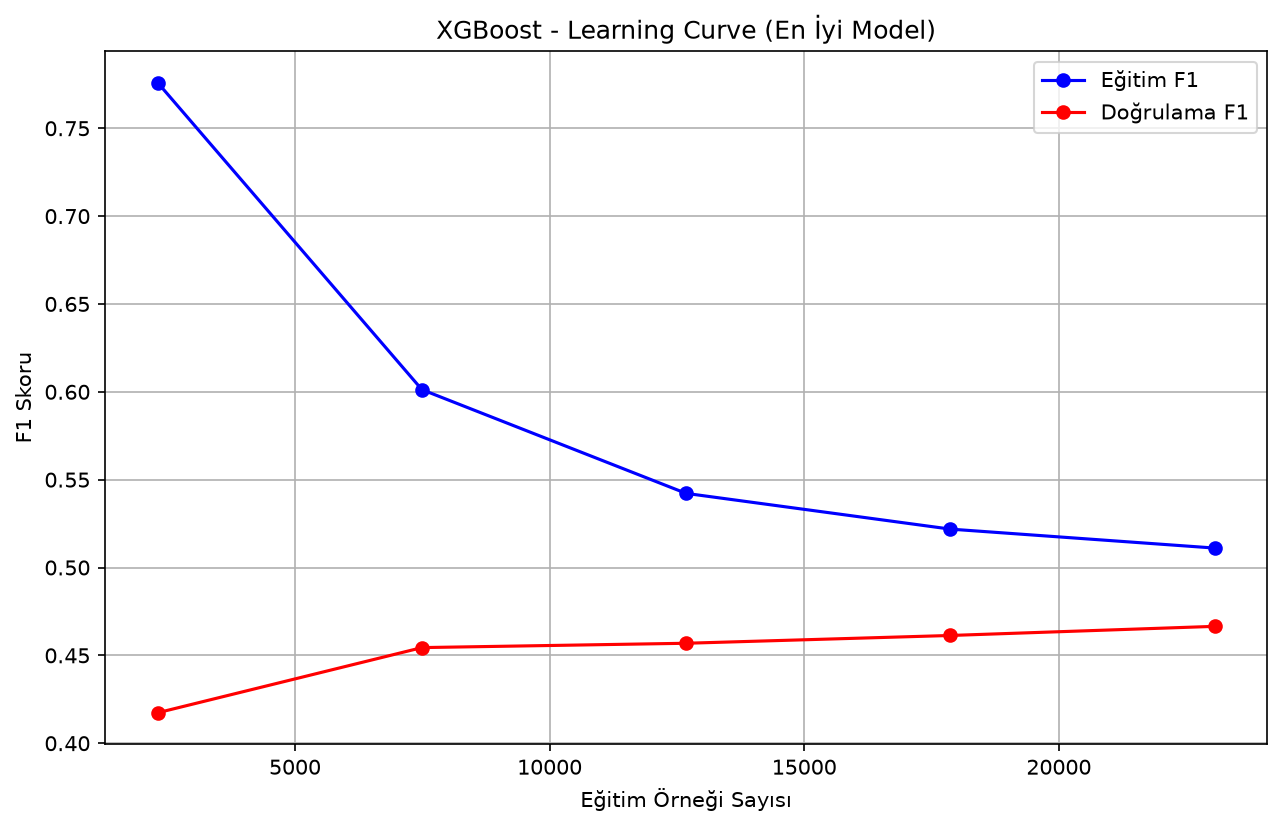 XGBoost - Learning Curve (En İyi Model)
Eğitim F1
Doğrulama F1
F1 Skoru
0.75
0.70
0.65
0.60
0.55
0.50
0.45
0.40
5000 10000 15000 20000
Eğitim Örneği Sayısı